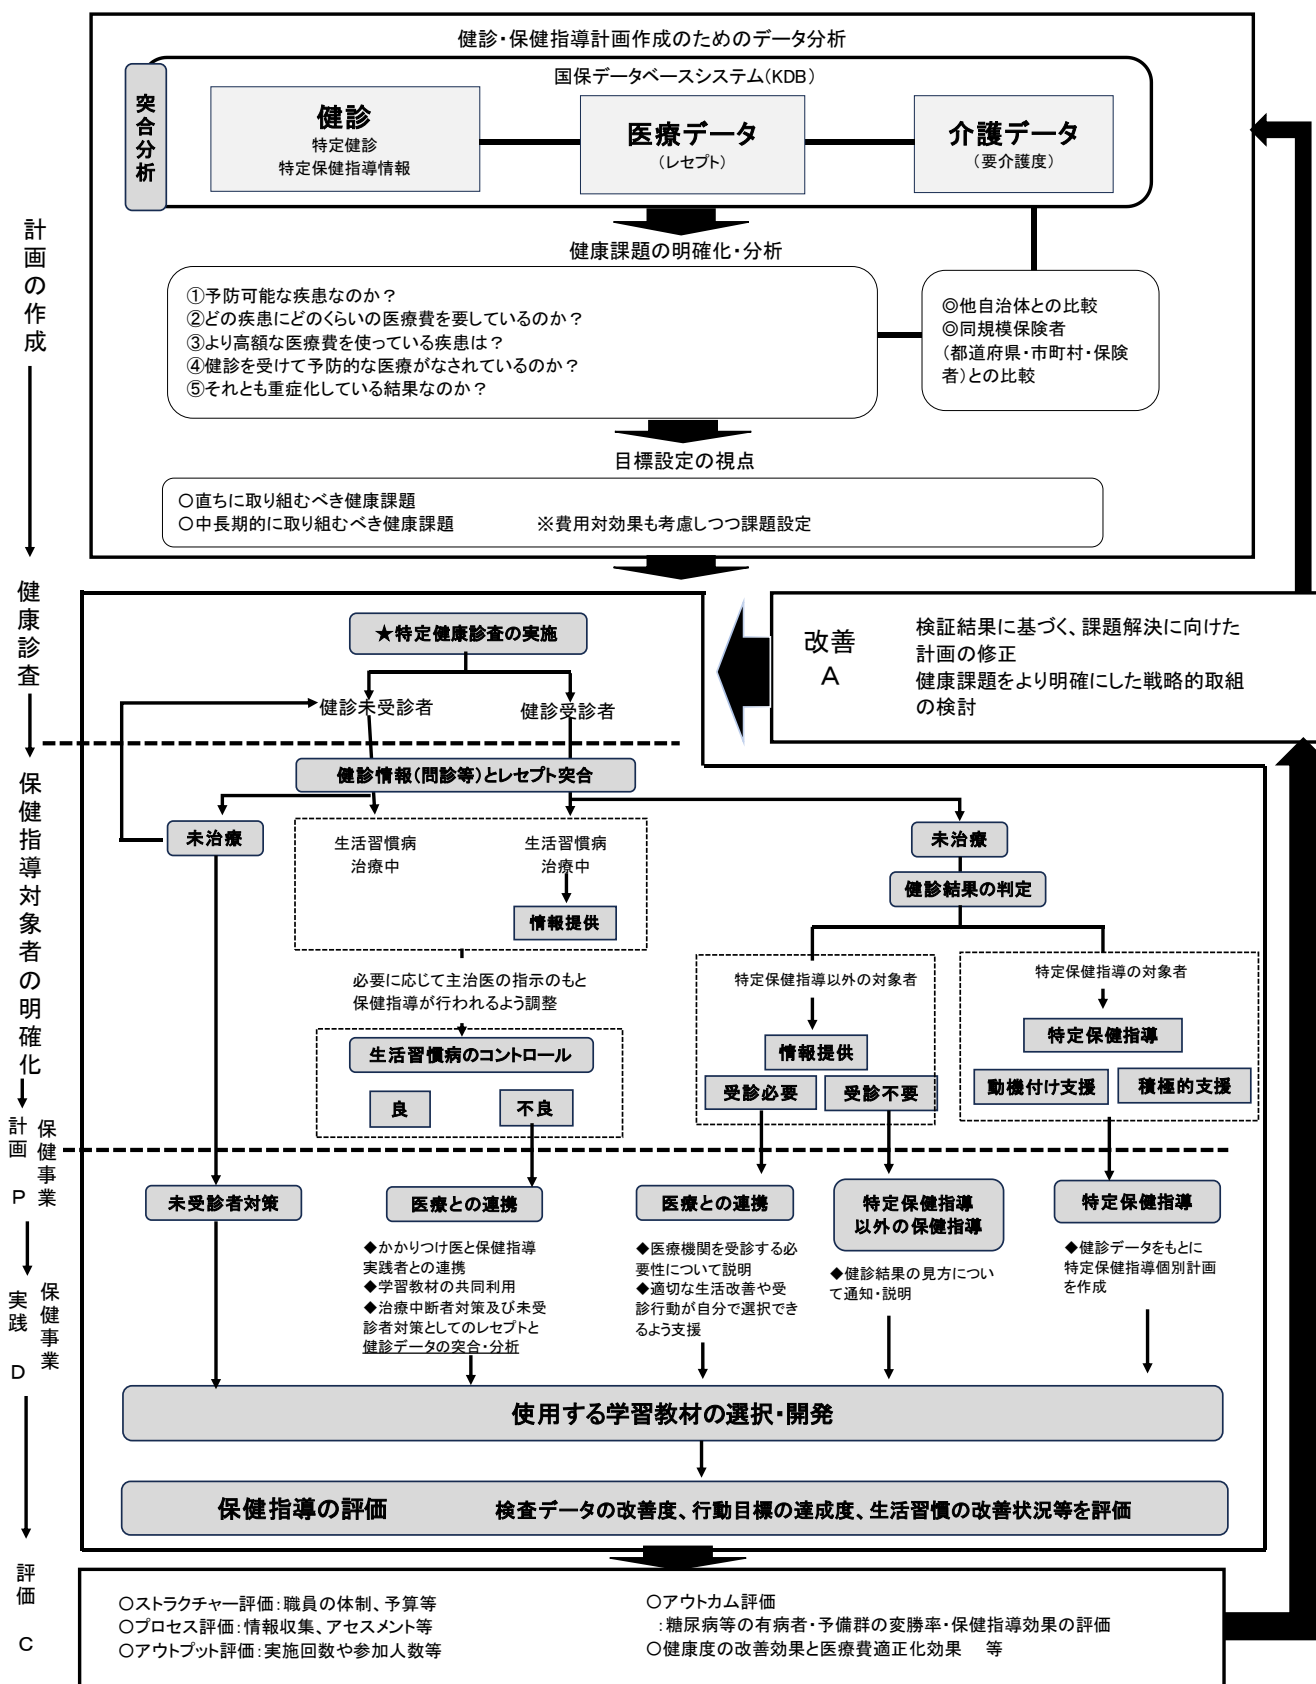 健診・保健指導計画作成のためのデータ分析
国保データベースシステム(KDB)
突合分析
健診
特定健診
特定保健指導情報
医療データ
(レセプト)
介護データ
(要介護度)
計画の作成
健康課題の明確化・分析
①予防可能な疾患なのか？
②どの疾患にどのくらいの医療費を要しているのか？
③より高額な医療費を使っている疾患は？
④健診を受けて予防的な医療がなされているのか？
⑤それとも重症化している結果なのか？
◎他自治体との比較
◎同規模保険者
(都道府県・市町村・保険
者)との比較
目標設定の視点
○直ちに取り組むべき健康課題
○中長期的に取り組むべき健康課題　※費用対効果も考慮しつつ課題設定
健康診査
★特定健康診査の実施
健診未受診者
健診受診者
改善
A
検証結果に基づく、課題解決に向けた
計画の修正
健康課題をより明確にした戦略的取組
の検討
保健指導対象者の明確化
健診情報(問診等)とレセプト突合
未治療
生活習慣病
治療中
生活習慣病
治療中
情報提供
未治療
健診結果の判定
必要に応じて主治医の指示のもと
保健指導が行われるよう調整
生活習慣病のコントロール
良
不良
特定保健指導以外の対象者
情報提供
受診必要
受診不要
特定保健指導の対象者
特定保健指導
動機付け支援
積極的支援
計画 P
保健事業
未受診者対策
医療との連携
医療との連携
特定保健指導
以外の保健指導
特定保健指導
実践 D
保健事業
◆かかりつけ医と保健指導
実践者との連携
◆学習教材の共同利用
◆治療中断者対策及び未受
診者対策としてのレセプトと
健診データの突合・分析
◆医療機関を受診する必
要性について説明
◆適切な生活改善や受
診行動が自分で選択でき
るよう支援
◆健診結果の見方につい
て通知・説明
◆健診データをもとに
特定保健指導個別計画
を作成
使用する学習教材の選択・開発
保健指導の評価　検査データの改善度、行動目標の達成度、生活習慣の改善状況等を評価
評価 C
○ストラクチャー評価：職員の体制、予算等
○プロセス評価：情報収集、アセスメント等
○アウトプット評価：実施回数や参加人数等
○アウトカム評価
：糖尿病等の有病者・予備群の変勝率・保健指導効果の評価
○健康度の改善効果と医療費適正化効果　等